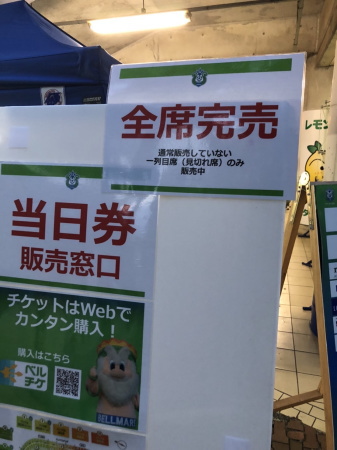 全席完売
通常販売していない
一列目席（見切れ席）のみ
販売中
レモン
当日券
販売窓口
チケットはWebで
カンタン購入！
購入はこちら
ベル
チケ
BELLMARE